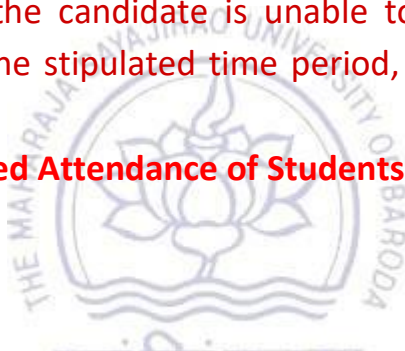 the candidate is unable to
he stipulated time period,
ed Attendance of Students
THE MAHARAJA SAYAJIRAO UNIVERSITY OF BARODA